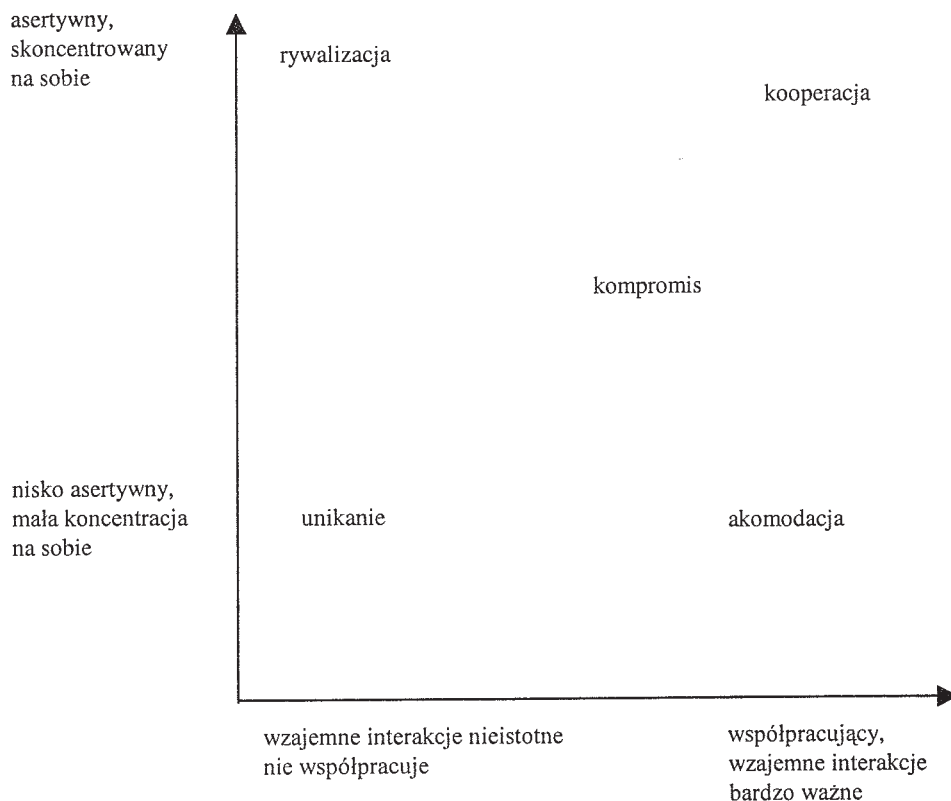 asertywny,
skoncentrowany
na sobie
rywalizacja
kooperacja
kompromis
nisko asertywny,
mała koncentracja
na sobie
unikanie
akomodacja
wzajemne interakcje nieistotne
nie współpracuje
współpracujący,
wzajemne interakcje
bardzo ważne